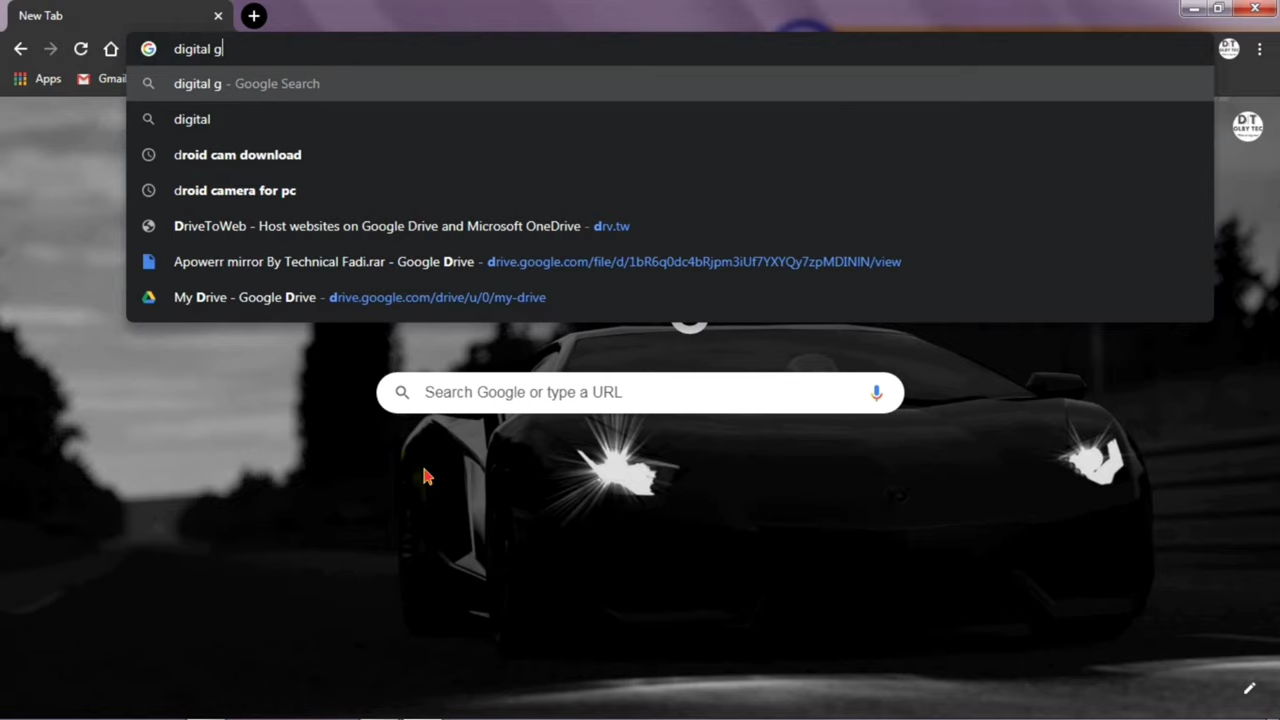 New Tab
digital g
Apps
Gmail
digital g - Google Search
digital
droid cam download
droid camera for pc
DriveToWeb - Host websites on Google Drive and Microsoft OneDrive - drv.tw
Apowerr mirror By Technical Fadi.rar - Google Drive - drive.google.com/file/d/1bR6q0dc4bRjpm3iUf7YXYQy7zpMDININ/view
My Drive - Google Drive - drive.google.com/drive/u/0/my-drive
Search Google or type a URL